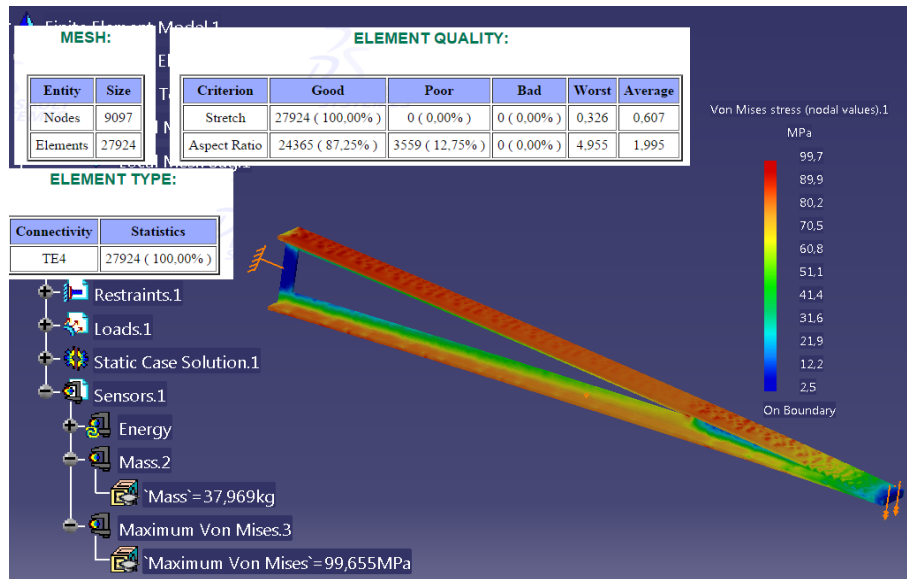 Finite Element Model.1
MESH:
Entity Size
Nodes 9097
Elements 27924
ELEMENT TYPE:
Connectivity Statistics
TE4 27924 ( 100,00% )
ELEMENT QUALITY:
Criterion Good Poor Bad Worst Average
Stretch 27924 ( 100,00% ) 0 ( 0,00% ) 0 ( 0,00% ) 0,326 0,607
Aspect Ratio 24365 ( 87,25% ) 3559 ( 12,75% ) 0 ( 0,00% ) 4,955 1,995
Restraints.1
Loads.1
Static Case Solution.1
Sensors.1
Energy
Mass.2
`Mass`=37,969kg
Maximum Von Mises.3
`Maximum Von Mises`=99,655MPa
Von Mises stress (nodal values).1
MPa
99,7
89,9
80,2
70,5
60,8
51,1
41,4
31,6
21,9
12,2
2,5
On Boundary